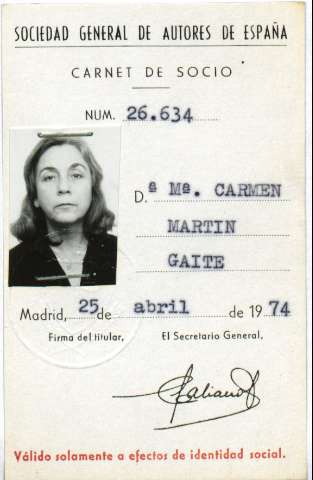 SOCIEDAD GENERAL DE AUTORES DE ESPAÑA
CARNET DE SOCIO
NUM. 26.634
D.ª Mª. CARMEN
MARTIN
GAITE
Madrid, 25 de abril de 1974
Firma del titular, El Secretario General,
Válido solamente a efectos de identidad social.